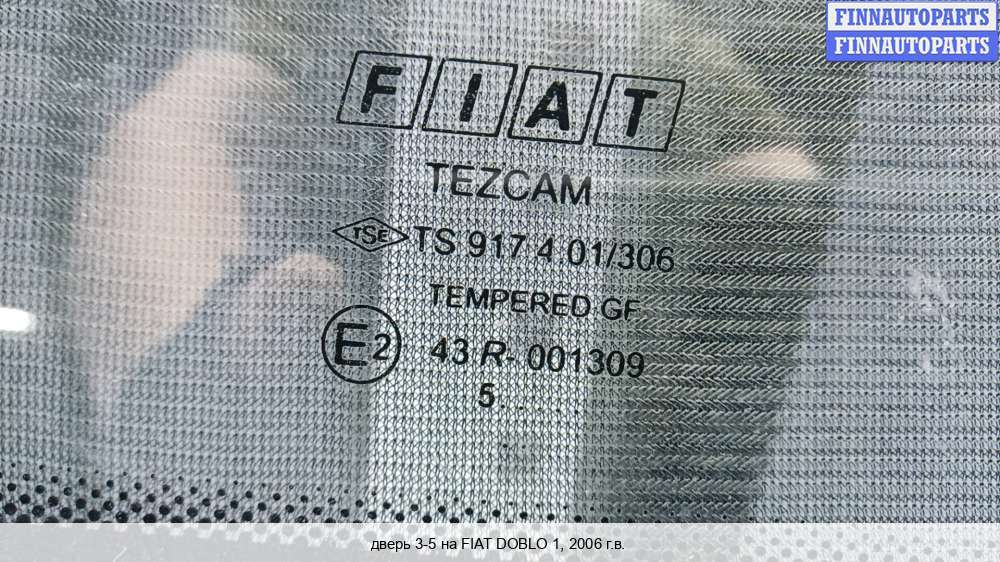 FINNAUTOPARTS
FINNAUTOPARTS
FIAT
TEZCAM
TSE TS 917 4 01/306
TEMPERED GF
E2 43 R- 001309
5.....
дверь 3-5 на FIAT DOBLO 1, 2006 г.в.